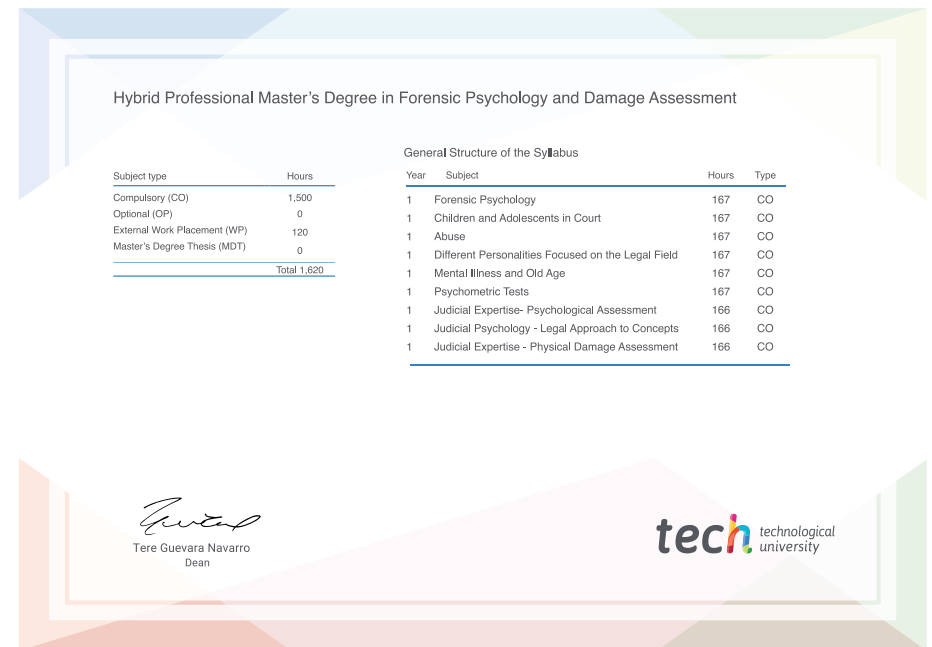 Hybrid Professional Master's Degree in Forensic Psychology and Damage Assessment
Subject type Hours
Compulsory (CO) 1,500
Optional (OP) 0
External Work Placement (WP) 120
Master's Degree Thesis (MDT) 0
Total 1,620
General Structure of the Syllabus
Year Subject Hours Type
1 Forensic Psychology 167 CO
1 Children and Adolescents in Court 167 CO
1 Abuse 167 CO
1 Different Personalities Focused on the Legal Field 167 CO
1 Mental Illness and Old Age 167 CO
1 Psychometric Tests 167 CO
1 Judicial Expertise- Psychological Assessment 166 CO
1 Judicial Psychology - Legal Approach to Concepts 166 CO
1 Judicial Expertise - Physical Damage Assessment 166 CO
Tere Guevara Navarro
Dean
tech technological
university